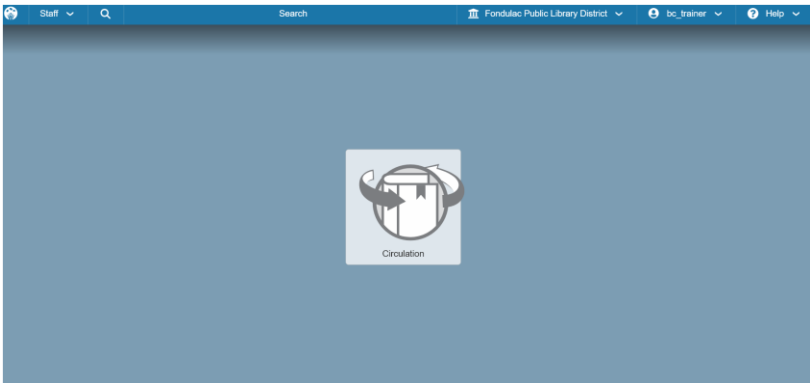 Staff Search Fondulac Public Library District bc_trainer ? Help
Circulation